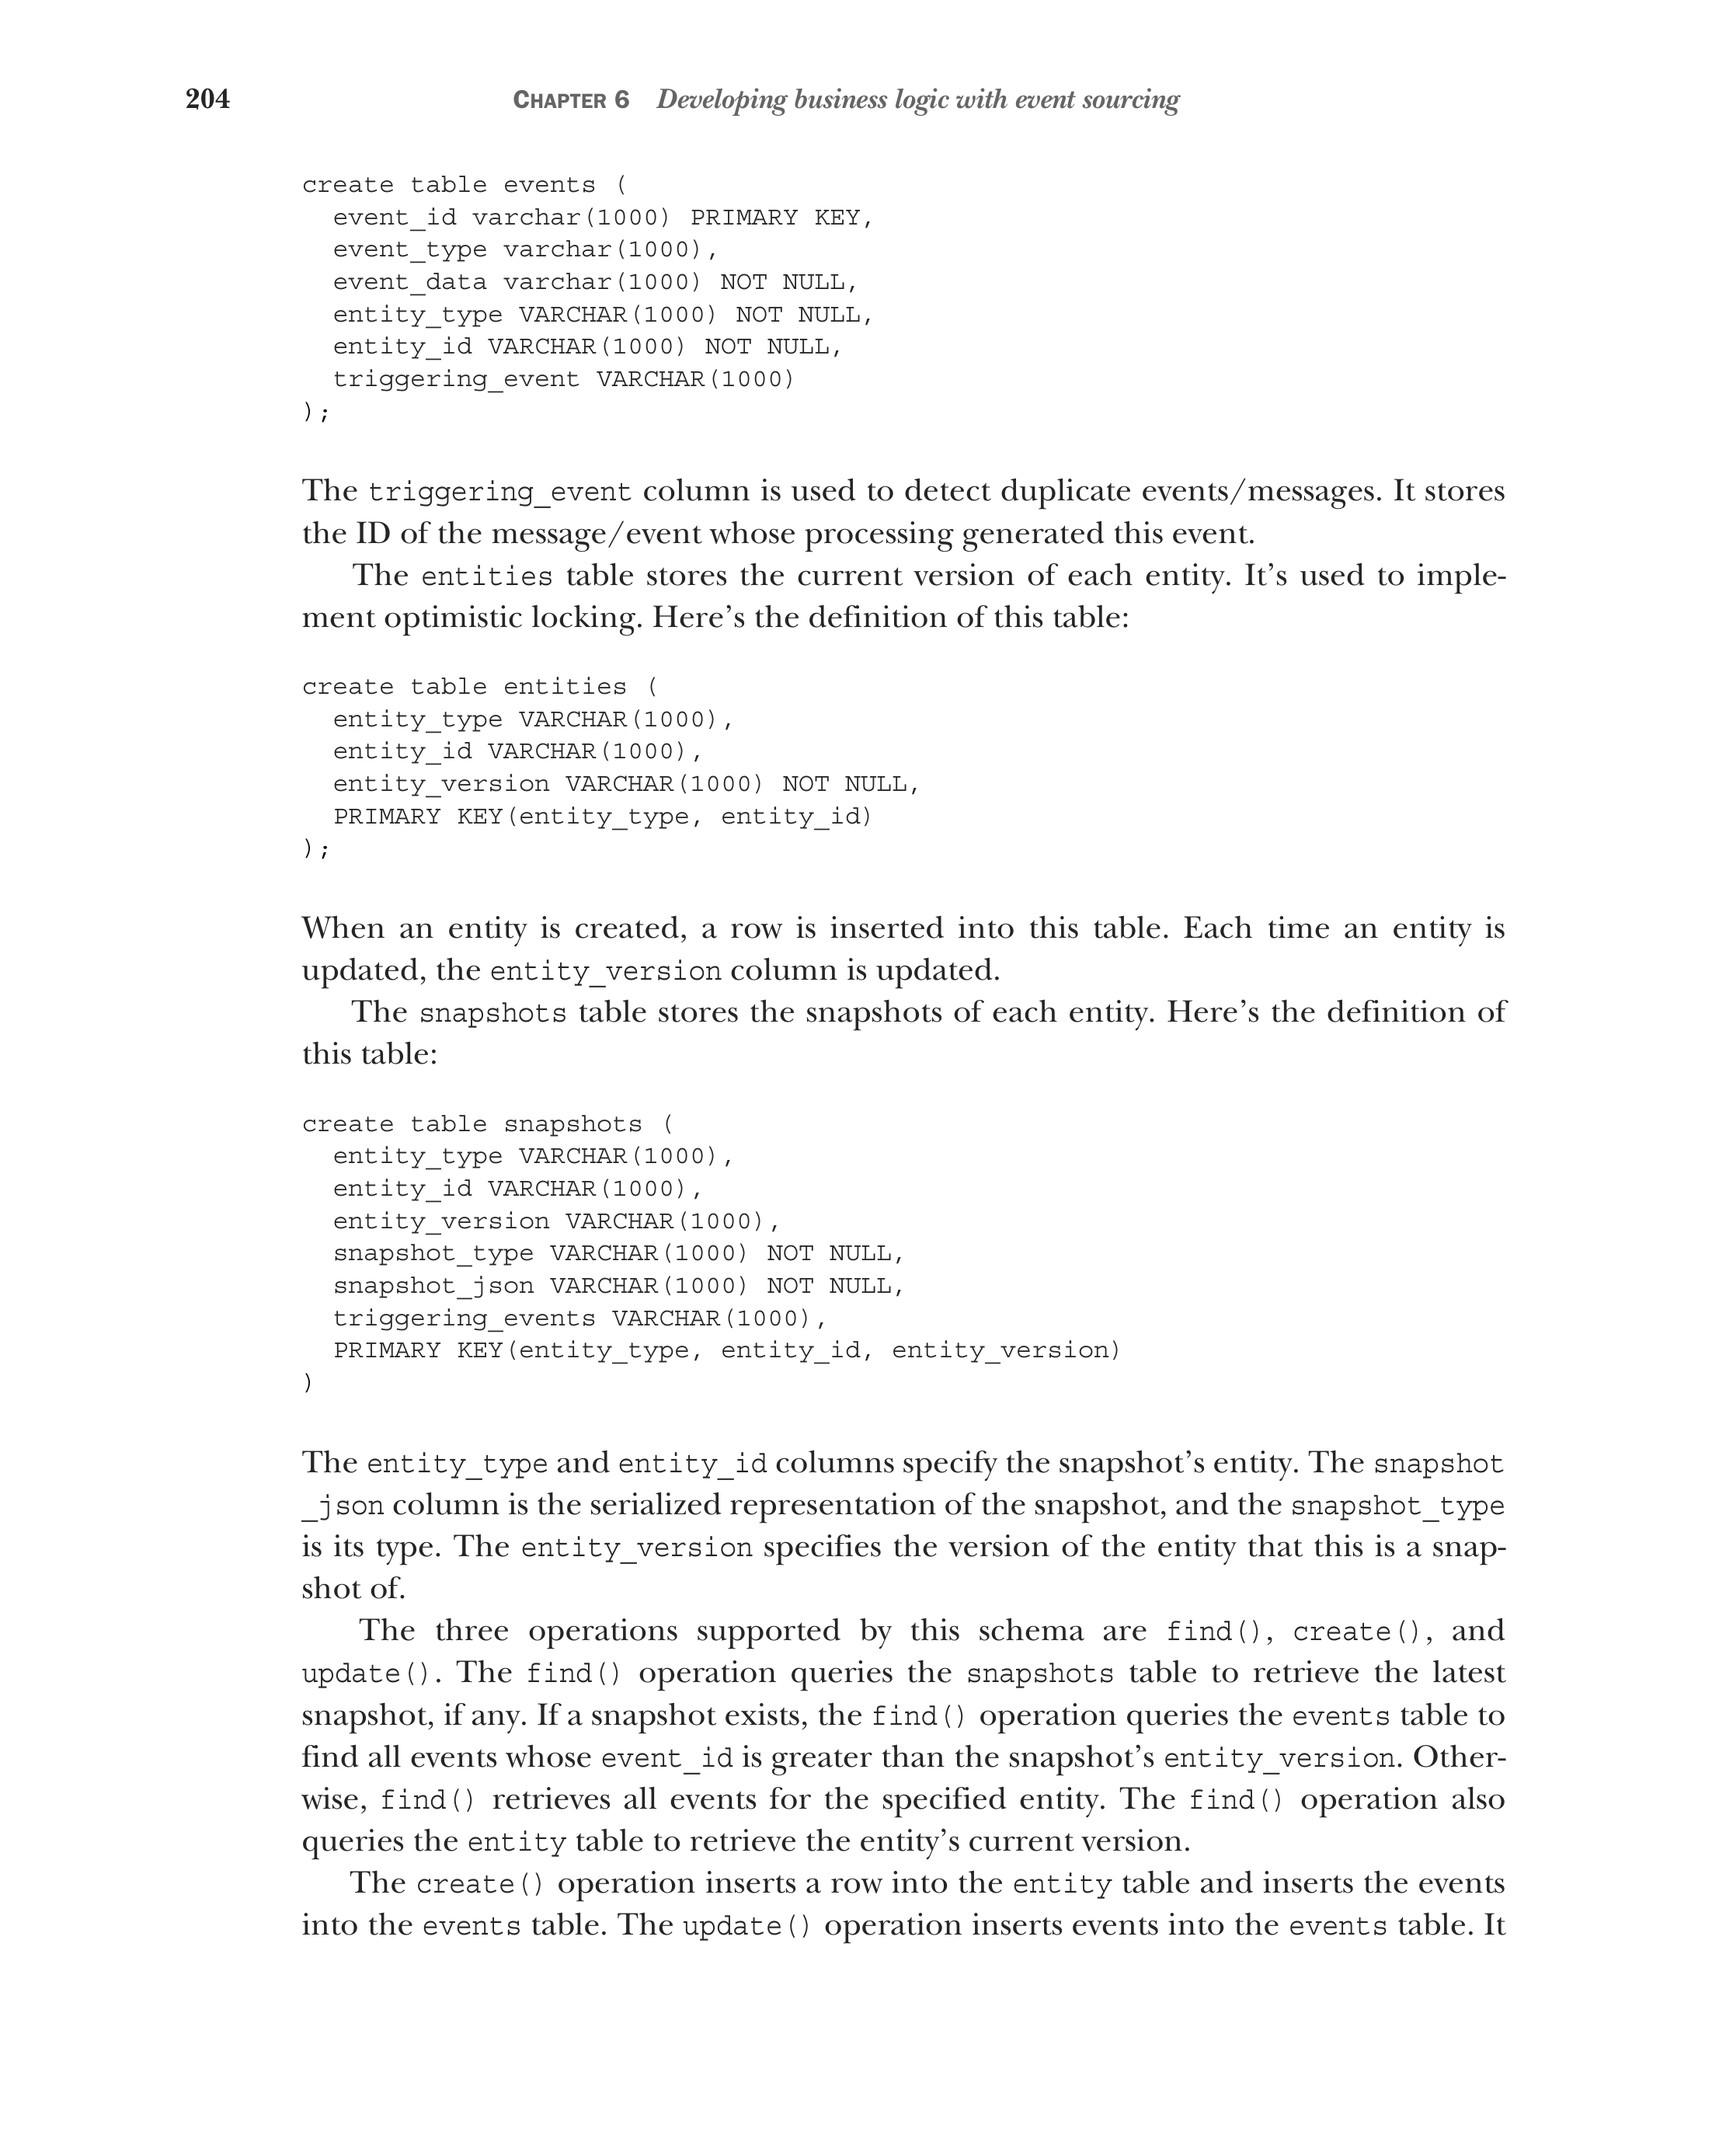 204 CHAPTER 6 Developing business logic with event sourcing
create table events (
  event_id varchar(1000) PRIMARY KEY,
  event_type varchar(1000),
  event_data varchar(1000) NOT NULL,
  entity_type VARCHAR(1000) NOT NULL,
  entity_id VARCHAR(1000) NOT NULL,
  triggering_event VARCHAR(1000)
);
The triggering_event column is used to detect duplicate events/messages. It stores
the ID of the message/event whose processing generated this event.
The entities table stores the current version of each entity. It’s used to imple-
ment optimistic locking. Here’s the definition of this table:
create table entities (
  entity_type VARCHAR(1000),
  entity_id VARCHAR(1000),
  entity_version VARCHAR(1000) NOT NULL,
  PRIMARY KEY(entity_type, entity_id)
);
When an entity is created, a row is inserted into this table. Each time an entity is
updated, the entity_version column is updated.
The snapshots table stores the snapshots of each entity. Here’s the definition of
this table:
create table snapshots (
  entity_type VARCHAR(1000),
  entity_id VARCHAR(1000),
  entity_version VARCHAR(1000),
  snapshot_type VARCHAR(1000) NOT NULL,
  snapshot_json VARCHAR(1000) NOT NULL,
  triggering_events VARCHAR(1000),
  PRIMARY KEY(entity_type, entity_id, entity_version)
)
The entity_type and entity_id columns specify the snapshot’s entity. The snapshot
_json column is the serialized representation of the snapshot, and the snapshot_type
is its type. The entity_version specifies the version of the entity that this is a snap-
shot of.
The three operations supported by this schema are find(), create(), and
update(). The find() operation queries the snapshots table to retrieve the latest
snapshot, if any. If a snapshot exists, the find() operation queries the events table to
find all events whose event_id is greater than the snapshot’s entity_version. Other-
wise, find() retrieves all events for the specified entity. The find() operation also
queries the entity table to retrieve the entity’s current version.
The create() operation inserts a row into the entity table and inserts the events
into the events table. The update() operation inserts events into the events table. It